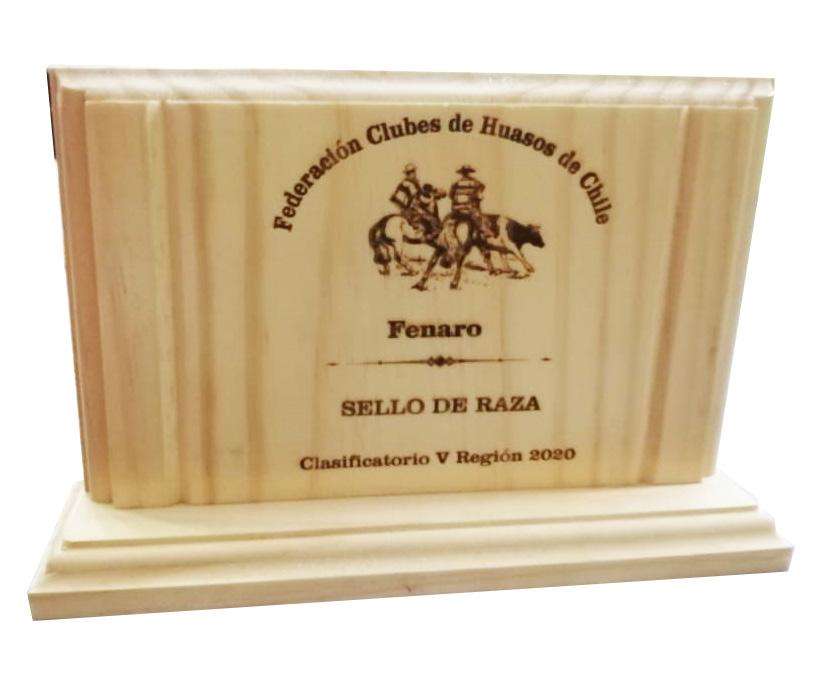 Federación Clubes de Huasos de Chile
Fenaro
SELLO DE RAZA
Clasificatorio V Región 2020